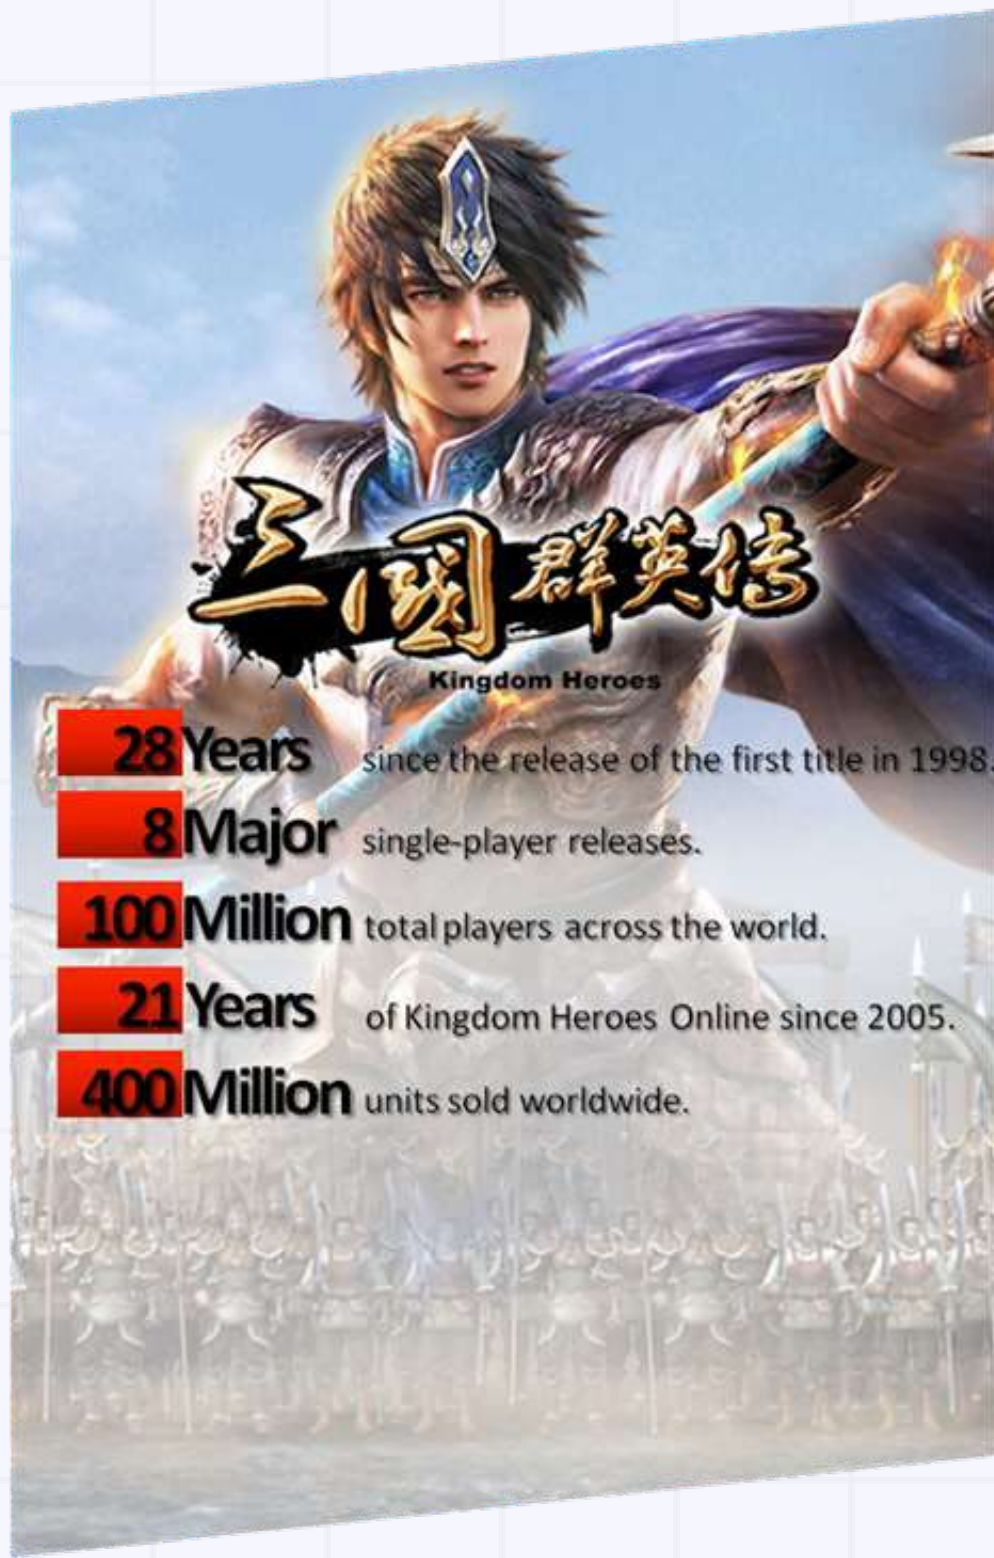 三國群英传
Kingdom Heroes
28 Years since the release of the first title in 1998.
8 Major single-player releases.
100 Million total players across the world.
21 Years of Kingdom Heroes Online since 2005.
400 Million units sold worldwide.